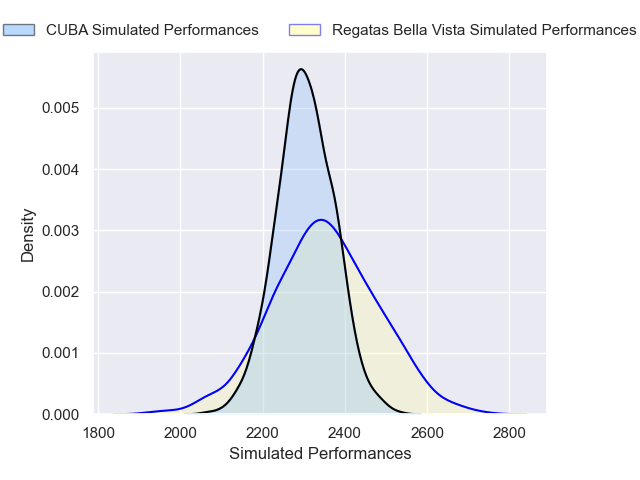 CUBA Simulated Performances
Regatas Bella Vista Simulated Performances
0.005
0.004
0.003
0.002
0.001
0.000
Density
1800 2000 2200 2400 2600 2800
Simulated Performances